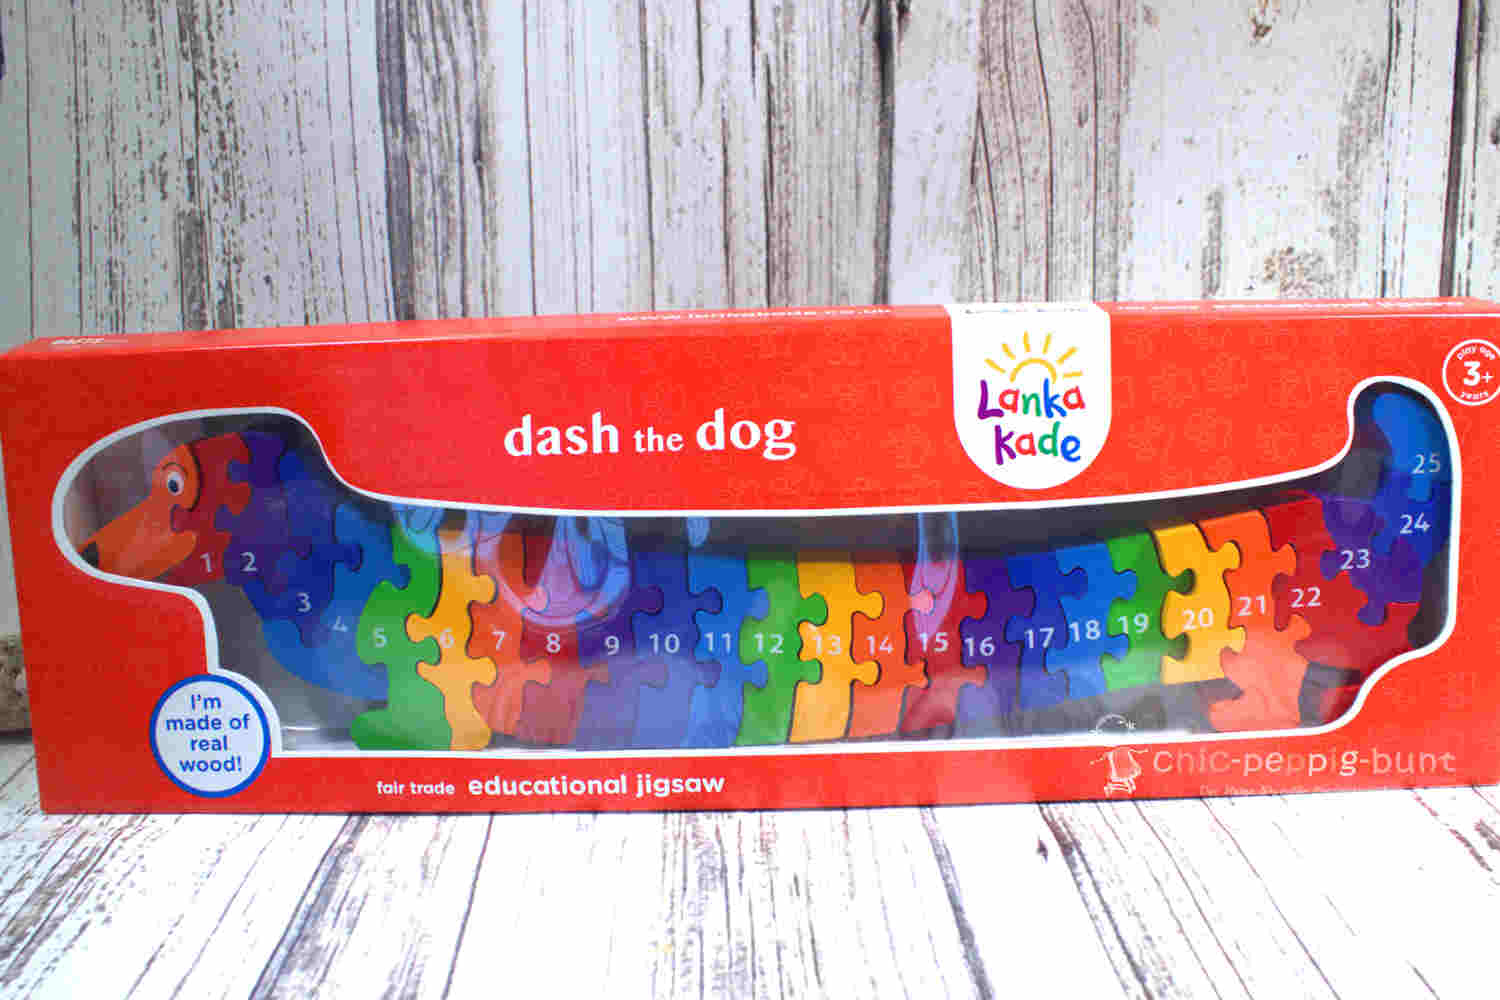 Lanka
kade
play age
3+
years
dash the dog
1 2 3 4 5 6 7 8 9 10 11 12 13 14 15 16 17 18 19 20 21 22 23 24 25
I'm
made of
real
wood!
fair trade educational jigsaw
chic-peppig-bunt